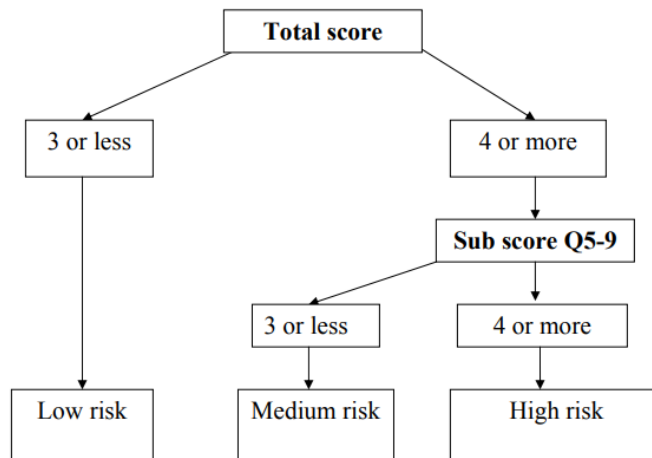 Total score
3 or less
4 or more
Sub score Q5-9
3 or less
4 or more
Low risk
Medium risk
High risk